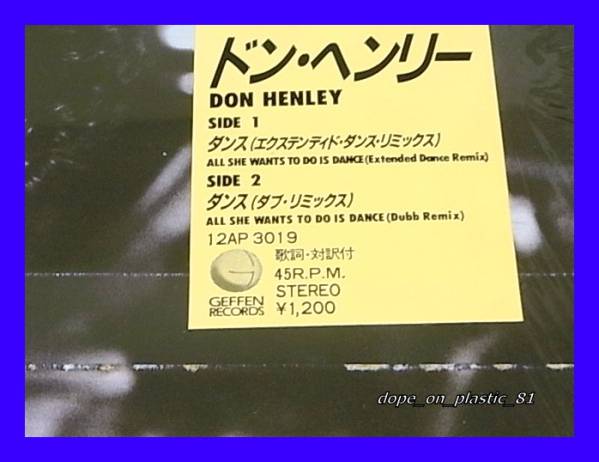 ドン・ヘンリー
DON HENLEY
SIDE 1
ダンス(エクステンディド・ダンス・リミックス)
ALL SHE WANTS TO DO IS DANCE(Extended Dance Remix)
SIDE 2
ダンス(ダブ・リミックス)
ALL SHE WANTS TO DO IS DANCE(Dubb Remix)
12AP 3019
歌詞・対訳付
45R.P.M.
STEREO
¥1,200
GEFFEN
RECORDS
dope_on_plastic_81